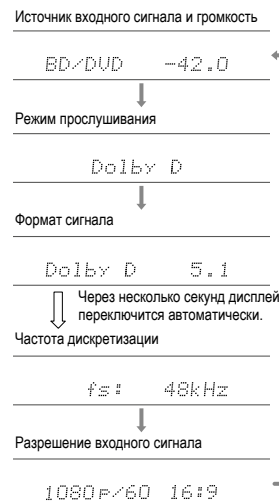 Источник входного сигнала и громкость
BD/DVD -42.0
Режим прослушивания
Dolby D
Формат сигнала
Dolby D 5.1
Через несколько секунд дисплей
переключится автоматически.
Частота дискретизации
fs: 48kHz
Разрешение входного сигнала
1080p/60 16:9